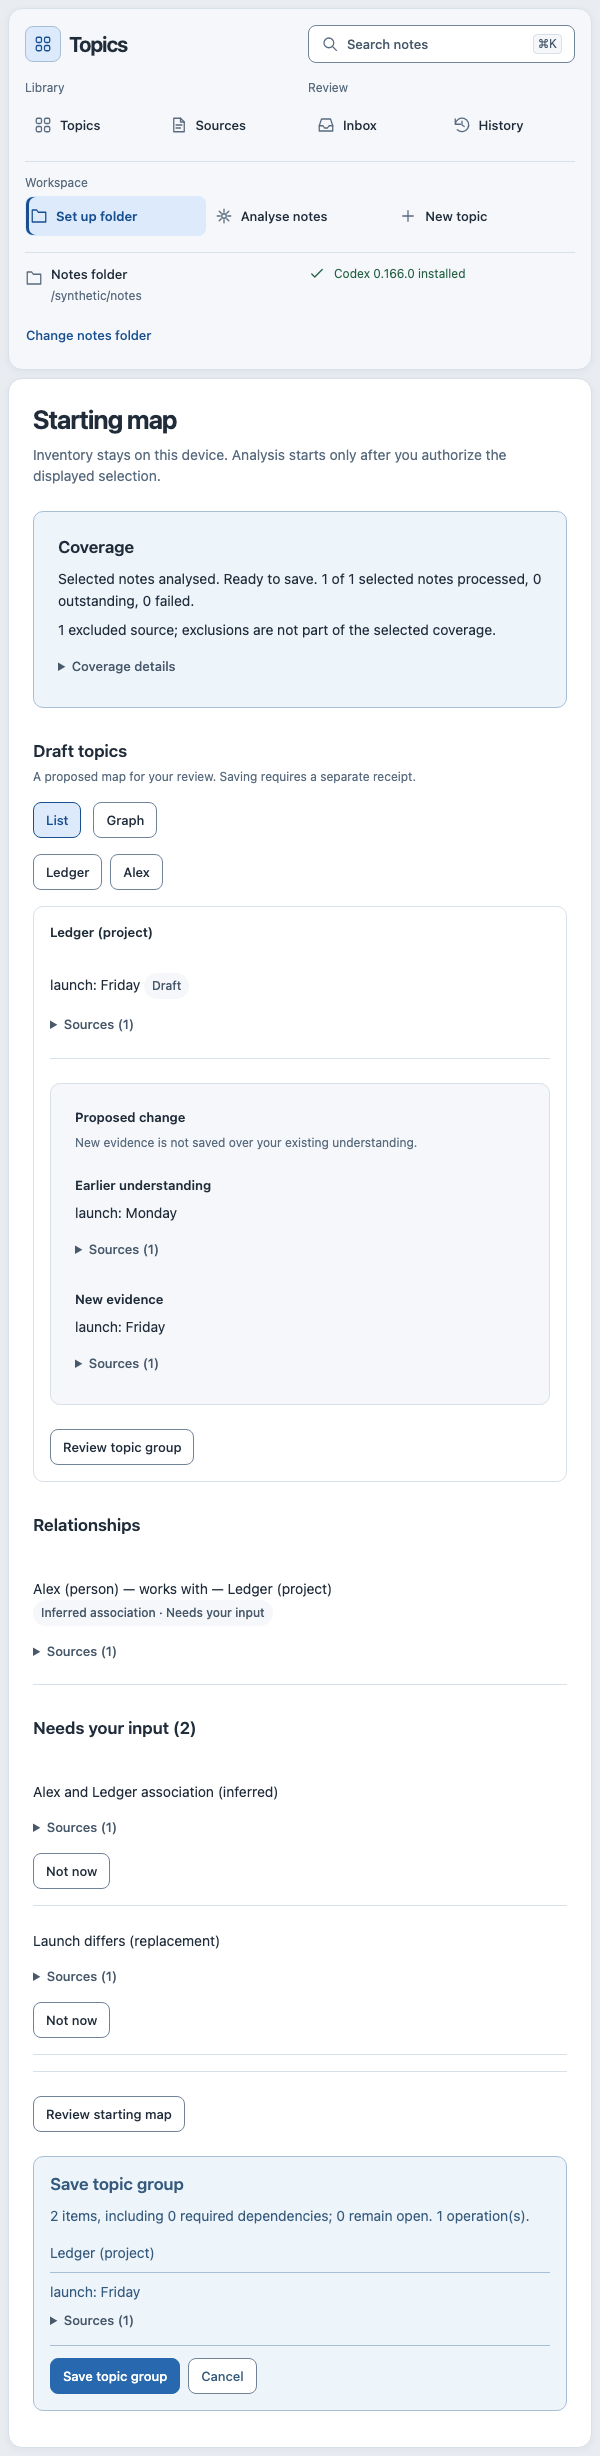 Topics
Search notes
⌘K
Library
Review
Topics
Sources
Inbox
History
Workspace
Set up folder
Analyse notes
New topic
Notes folder
/synthetic/notes
Codex 0.166.0 installed
Change notes folder
Starting map
Inventory stays on this device. Analysis starts only after you authorize the
displayed selection.
Coverage
Selected notes analysed. Ready to save. 1 of 1 selected notes processed, 0
outstanding, 0 failed.
1 excluded source; exclusions are not part of the selected coverage.
Coverage details
Draft topics
A proposed map for your review. Saving requires a separate receipt.
List
Graph
Ledger
Alex
Ledger (project)
launch: Friday Draft
Sources (1)
Proposed change
New evidence is not saved over your existing understanding.
Earlier understanding
launch: Monday
Sources (1)
New evidence
launch: Friday
Sources (1)
Review topic group
Relationships
Alex (person) — works with — Ledger (project)
Inferred association · Needs your input
Sources (1)
Needs your input (2)
Alex and Ledger association (inferred)
Sources (1)
Not now
Launch differs (replacement)
Sources (1)
Not now
Review starting map
Save topic group
2 items, including 0 required dependencies; 0 remain open. 1 operation(s).
Ledger (project)
launch: Friday
Sources (1)
Save topic group
Cancel